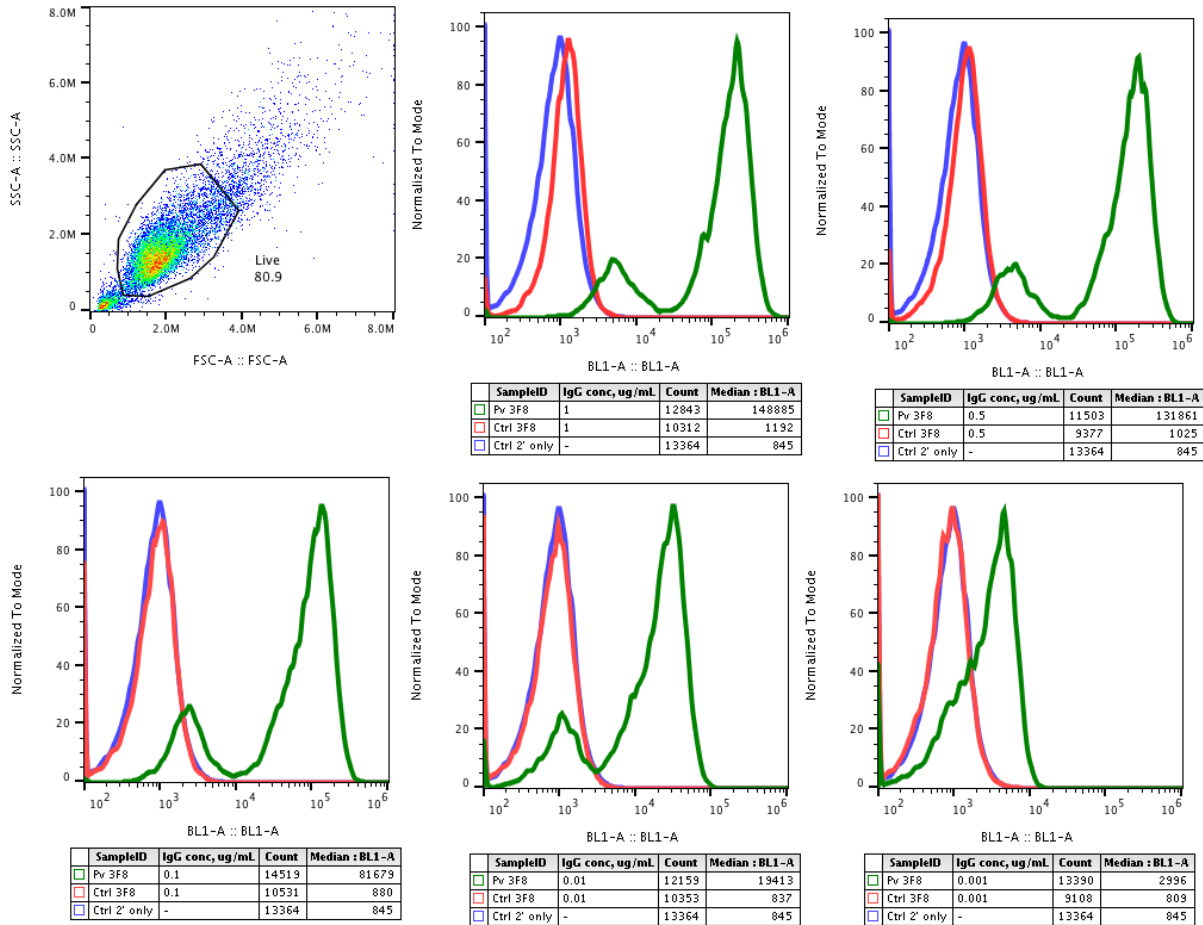 8.0M
6.0M
4.0M
2.0M
0
SSC-A :: SSC-A
Live
80.9
0 2.0M 4.0M 6.0M 8.0M
FSC-A :: FSC-A
100
80
60
40
20
0
Normalized To Mode
10^2 10^3 10^4 10^5 10^6
BL1-A :: BL1-A
SampleID IgG conc, ug/mL Count Median : BL1-A
Pv 3F8 1 12843 148885
Ctrl 3F8 1 10312 1192
Ctrl 2' only - 13364 845
100
80
60
40
20
0
Normalized To Mode
10^2 10^3 10^4 10^5 10^6
BL1-A :: BL1-A
SampleID IgG conc, ug/mL Count Median : BL1-A
Pv 3F8 0.5 11503 131861
Ctrl 3F8 0.5 9377 1025
Ctrl 2' only - 13364 845
100
80
60
40
20
0
Normalized To Mode
10^2 10^3 10^4 10^5 10^6
BL1-A :: BL1-A
SampleID IgG conc, ug/mL Count Median : BL1-A
Pv 3F8 0.1 14519 81679
Ctrl 3F8 0.1 10531 880
Ctrl 2' only - 13364 845
100
80
60
40
20
0
Normalized To Mode
10^2 10^3 10^4 10^5 10^6
BL1-A :: BL1-A
SampleID IgG conc, ug/mL Count Median : BL1-A
Pv 3F8 0.01 12159 19413
Ctrl 3F8 0.01 10353 837
Ctrl 2' only - 13364 845
100
80
60
40
20
0
Normalized To Mode
10^2 10^3 10^4 10^5 10^6
BL1-A :: BL1-A
SampleID IgG conc, ug/mL Count Median : BL1-A
Pv 3F8 0.001 13390 2996
Ctrl 3F8 0.001 9108 809
Ctrl 2' only - 13364 845